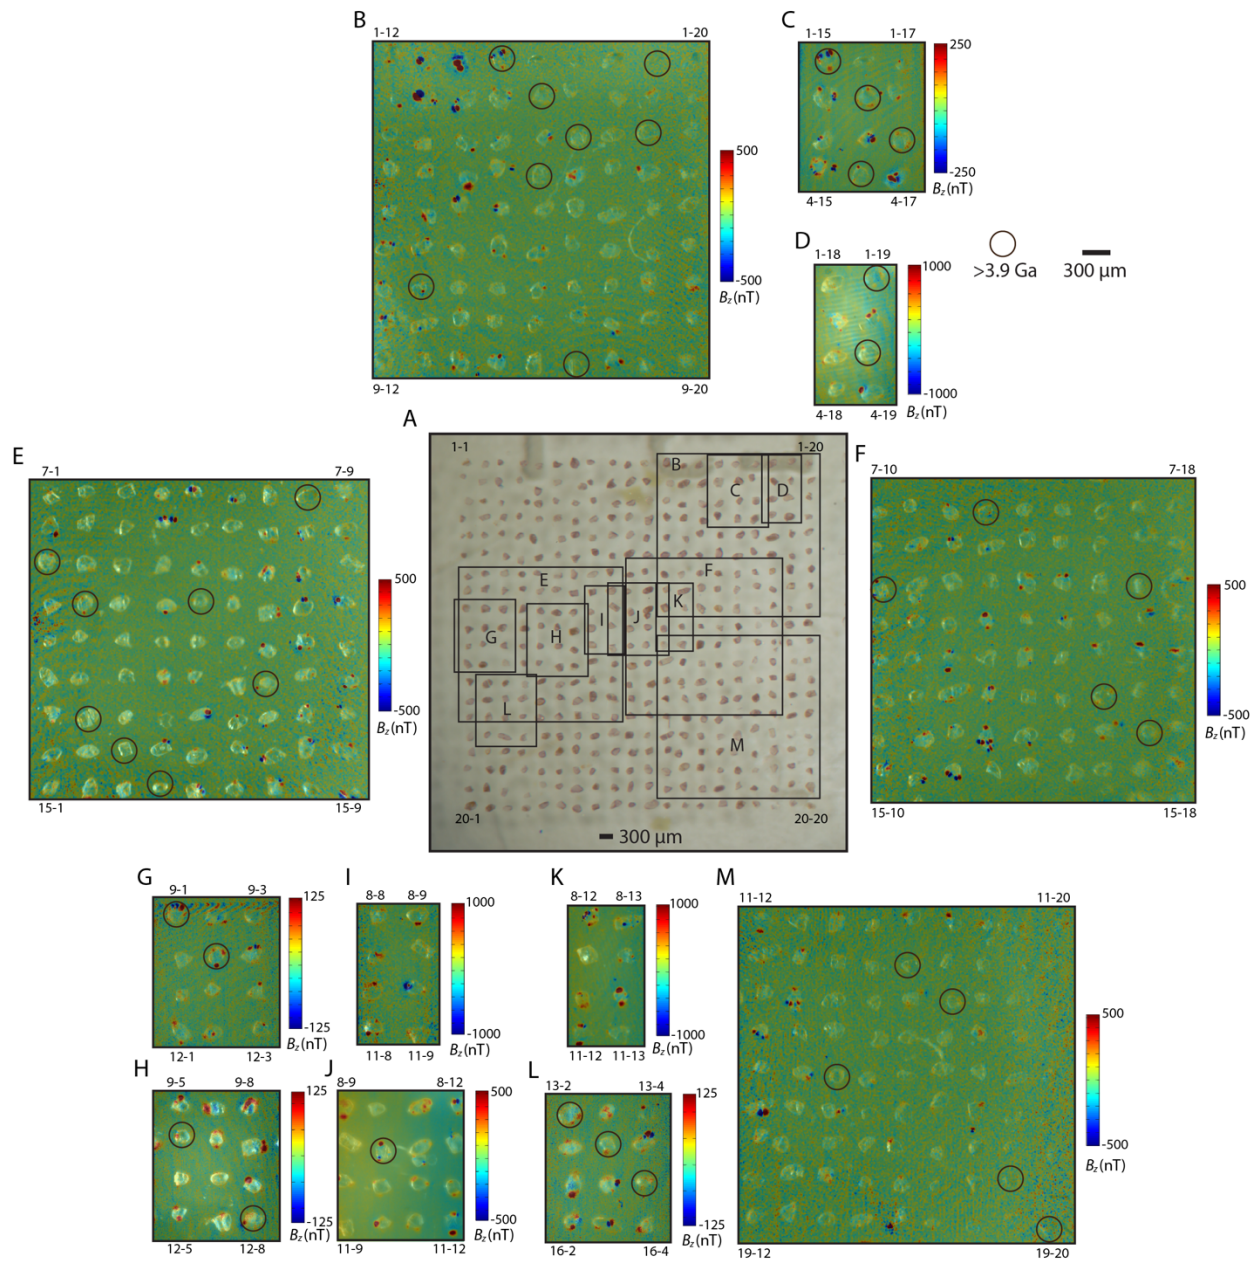 B
1-12
1-20
500
-500
Bz(nT)
9-12
9-20
C
1-15
1-17
250
-250
Bz(nT)
4-15
4-17
D
1-18
1-19
1000
-1000
Bz(nT)
4-18
4-19
>3.9 Ga
300 µm
A
1-1
1-20
B
C
D
E
F
G
H
I
J
K
L
M
20-1
20-20
300 µm
E
7-1
7-9
500
-500
Bz(nT)
15-1
15-9
F
7-10
7-18
500
-500
Bz(nT)
15-10
15-18
G
9-1
9-3
125
-125
Bz(nT)
12-1
12-3
I
8-8
8-9
1000
-1000
Bz(nT)
11-8
11-9
K
8-12
8-13
1000
-1000
Bz(nT)
11-12
11-13
M
11-12
11-20
500
-500
Bz(nT)
19-12
19-20
H
9-5
9-8
125
-125
Bz(nT)
12-5
12-8
J
8-9
8-12
500
-500
Bz(nT)
11-9
11-12
L
13-2
13-4
125
-125
Bz(nT)
16-2
16-4